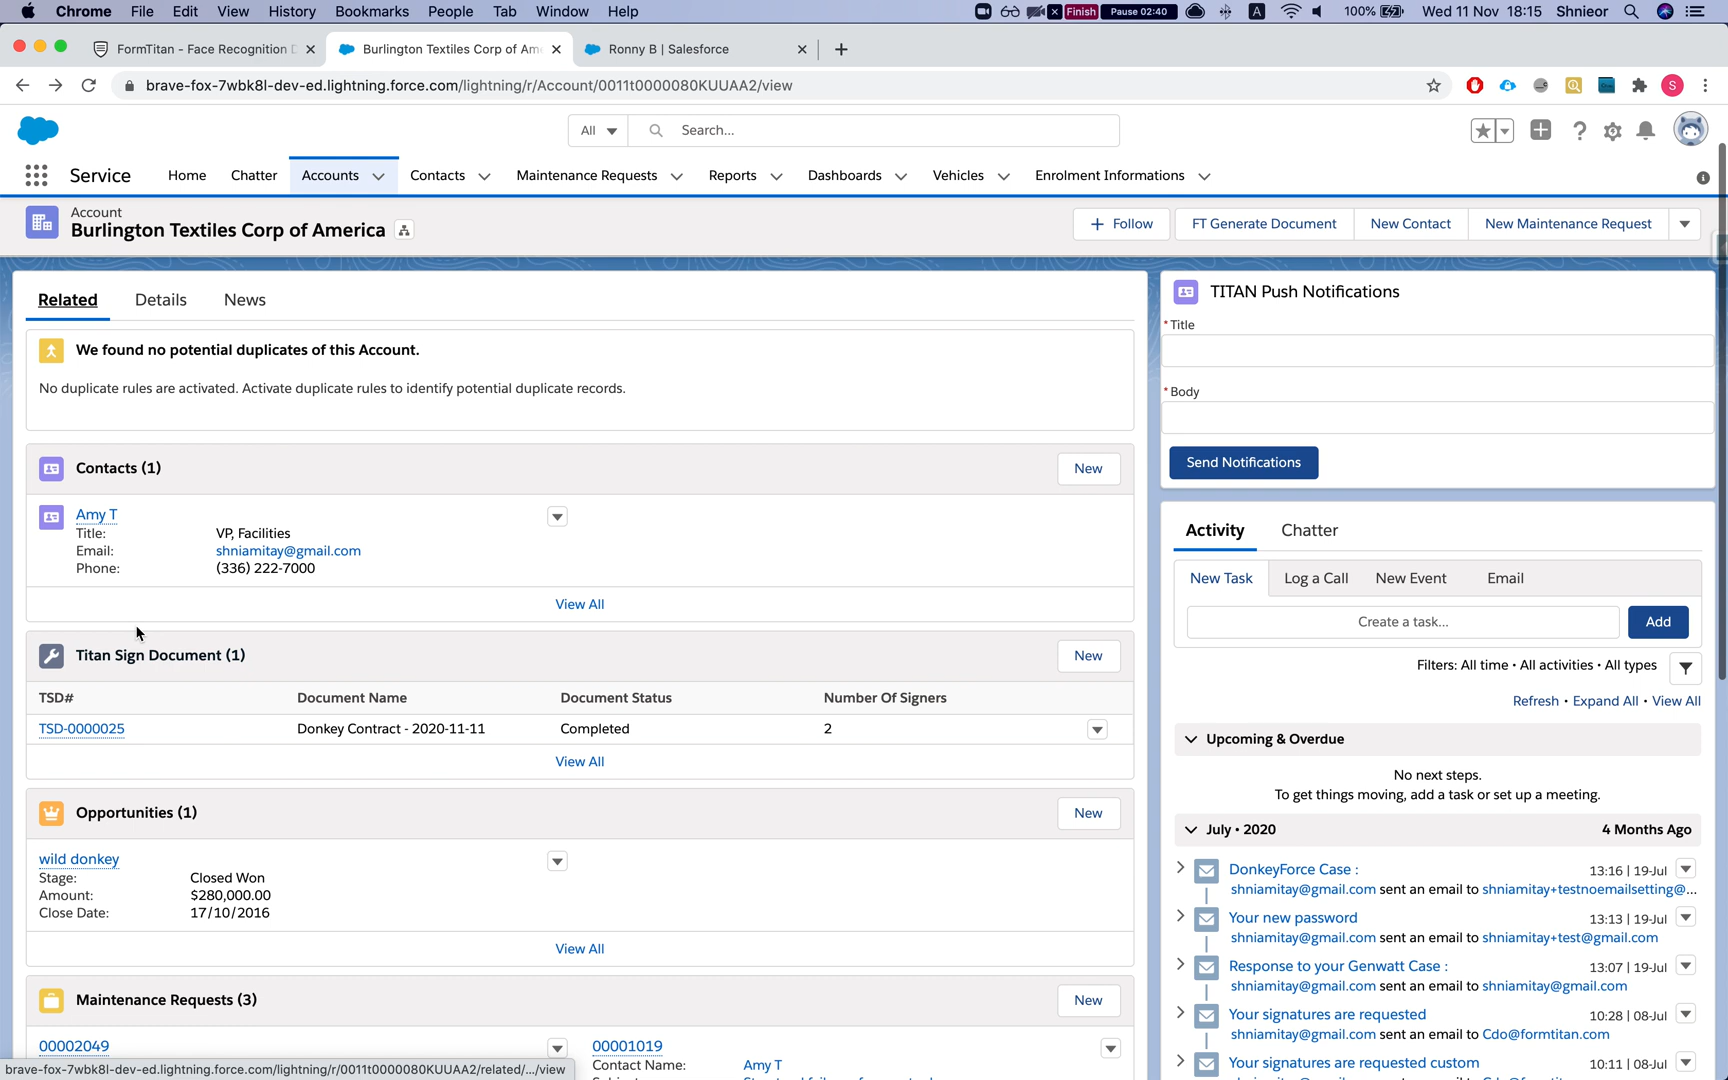 Chrome File Edit View History Bookmarks People Tab Window Help Finish Pause 02:40 A 100% Wed 11 Nov 18:15 Shnieor
FormTitan - Face Recognition Burlington Textiles Corp of Am Ronny B | Salesforce
brave-fox-7wbk8l-dev-ed.lightning.force.com/lightning/r/Account/0011t0000080KUUAA2/view S
All Search...
Service Home Chatter Accounts Contacts Maintenance Requests Reports Dashboards Vehicles Enrolment Informations
Account
Burlington Textiles Corp of America
Follow FT Generate Document New Contact New Maintenance Request
Related Details News
We found no potential duplicates of this Account.
No duplicate rules are activated. Activate duplicate rules to identify potential duplicate records.
Contacts (1) New
Amy T
Title: VP, Facilities
Email: shniamitay@gmail.com
Phone: (336) 222-7000
View All
Titan Sign Document (1) New
TSD# Document Name Document Status Number Of Signers
TSD-0000025 Donkey Contract - 2020-11-11 Completed 2
View All
Opportunities (1) New
wild donkey
Stage: Closed Won
Amount: $280,000.00
Close Date: 17/10/2016
View All
Maintenance Requests (3) New
00002049 00001019
Contact Name: Amy T
brave-fox-7wbk8l-dev-ed.lightning.force.com/lightning/r/0011t0000080KUUAA2/related/.../view
TITAN Push Notifications
* Title
* Body
Send Notifications
Activity Chatter
New Task Log a Call New Event Email
Create a task... Add
Filters: All time • All activities • All types
Refresh • Expand All • View All
Upcoming & Overdue
No next steps.
To get things moving, add a task or set up a meeting.
July • 2020 4 Months Ago
DonkeyForce Case : 13:16 | 19-Jul
shniamitay@gmail.com sent an email to shniamitay+testnoemailsetting@...
Your new password 13:13 | 19-Jul
shniamitay@gmail.com sent an email to shniamitay+test@gmail.com
Response to your Genwatt Case : 13:07 | 19-Jul
shniamitay@gmail.com sent an email to shniamitay@gmail.com
Your signatures are requested 10:28 | 08-Jul
shniamitay@gmail.com sent an email to Cdo@formtitan.com
Your signatures are requested custom 10:11 | 08-Jul